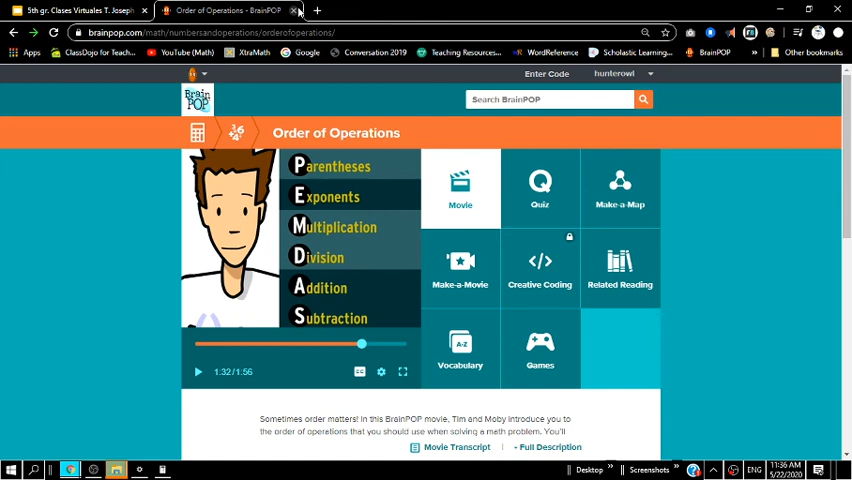 5th gr. Clases Virtuales T. Joseph
Order of Operations - BrainPOP
brainpop.com/math/numbersandoperations/orderofoperations/
Apps
ClassDojo for Teach...
YouTube (Math)
XtraMath
Google
Conversation 2019
Teaching Resources...
WordReference
Scholastic Learning...
BrainPOP
Other bookmarks
Enter Code
hunterowl
Brain POP
Search BrainPOP
Order of Operations
Parentheses
Exponents
Multiplication
Division
Addition
Subtraction
1:32/1:56
CC
Movie
Quiz
Make-a-Map
Make-a-Movie
Creative Coding
Related Reading
A-Z
Vocabulary
Games
Sometimes order matters! In this BrainPOP movie, Tim and Moby introduce you to
the order of operations that you should use when solving a math problem. You'll
Movie Transcript
- Full Description
Desktop
Screenshots
ENG
11:36 AM
5/22/2020